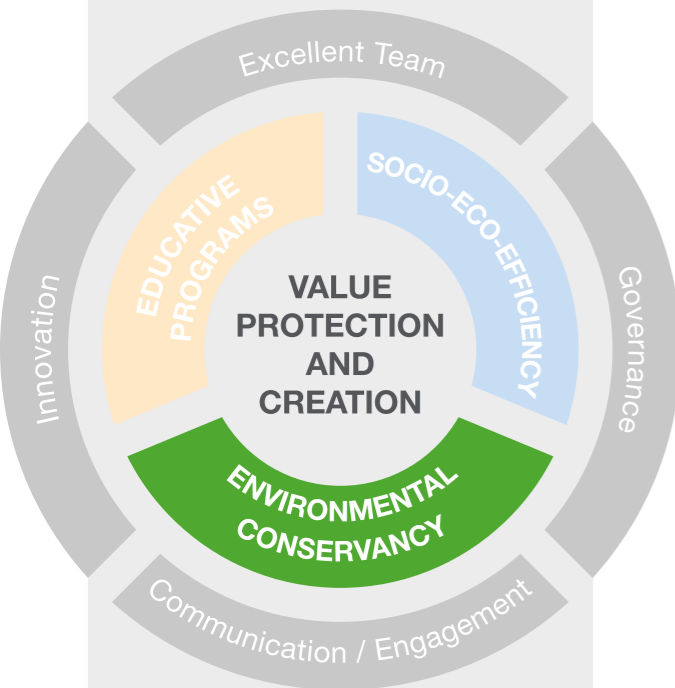 Excellent Team
EDUCATIVE
PROGRAMS
SOCIO-ECO-EFFICIENCY
Innovation
VALUE
PROTECTION
AND
CREATION
Governance
ENVIRONMENTAL
CONSERVANCY
Communication / Engagement